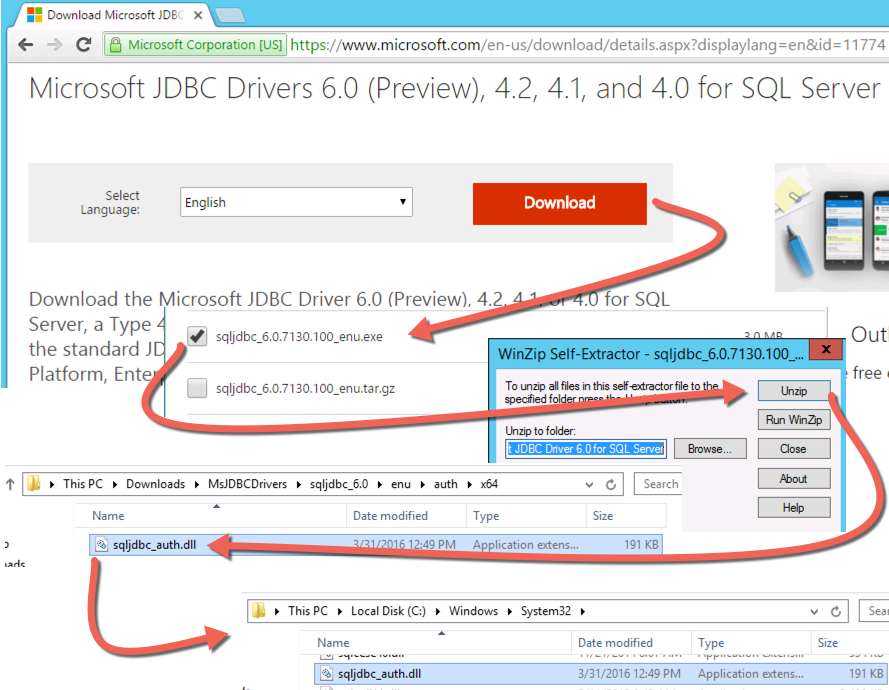 Download Microsoft JDBC
Microsoft Corporation [US] https://www.microsoft.com/en-us/download/details.aspx?displaylang=en&id=11774
Microsoft JDBC Drivers 6.0 (Preview), 4.2, 4.1, and 4.0 for SQL Server
Select
Language:
English
Download
Download the Microsoft JDBC Driver 6.0 (Preview), 4.2, 4.1, or 4.0 for SQL
Server, a Type 4
the standard JD
Platform, Enter
sqljdbc_6.0.7130.100_enu.exe 3.0 MB
sqljdbc_6.0.7130.100_enu.tar.gz
Outl
free
WinZip Self-Extractor - sqljdbc_6.0.7130.100_... x
To unzip all files in this self-extractor file to the
specified folder press the Unzip button.
Unzip to folder:
t JDBC Driver 6.0 for SQL Server
Browse...
Unzip
Run WinZip
Close
About
Help
This PC Downloads MsJDBCDrivers sqljdbc_6.0 enu auth x64
Search
Name Date modified Type Size
sqljdbc_auth.dll 3/31/2016 12:49 PM Application extens... 191 KB
oads
This PC Local Disk (C:) Windows System32
Sear
Name Date modified Type Size
sqljdbc_auth.dll 3/31/2016 12:49 PM Application extens... 191 KB